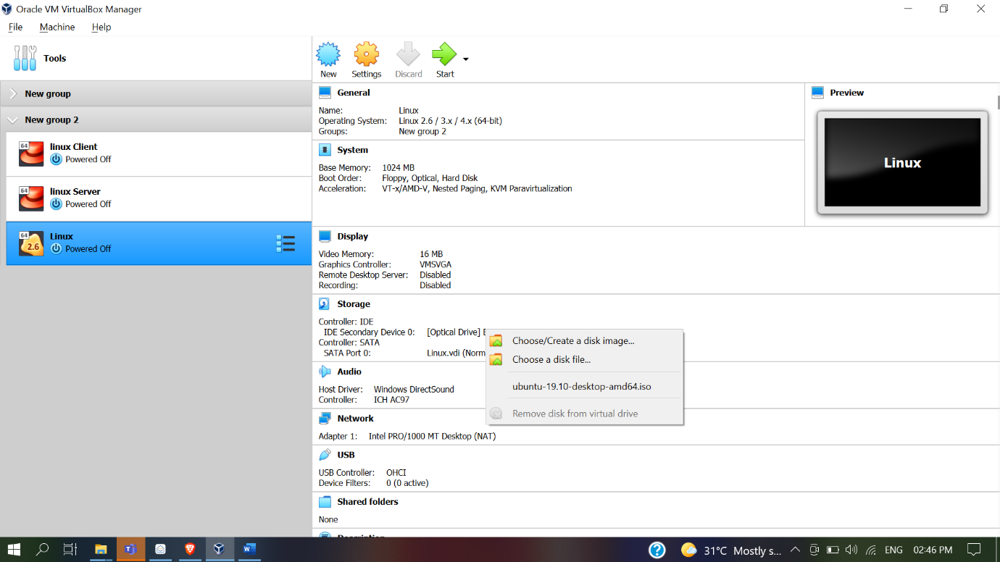 Oracle VM VirtualBox Manager
File Machine Help
Tools
New Settings Discard Start
New group
New group 2
64
linux Client
Powered Off
64
linux Server
Powered Off
64
2.6
Linux
Powered Off
General
Name: Linux
Operating System: Linux 2.6 / 3.x / 4.x (64-bit)
Groups: New group 2
Preview
Linux
System
Base Memory: 1024 MB
Boot Order: Floppy, Optical, Hard Disk
Acceleration: VT-x/AMD-V, Nested Paging, KVM Paravirtualization
Display
Video Memory: 16 MB
Graphics Controller: VMSVGA
Remote Desktop Server: Disabled
Recording: Disabled
Storage
Controller: IDE
IDE Secondary Device 0: [Optical Drive]
Controller: SATA
SATA Port 0: Linux.vdi (Norm
Choose/Create a disk image...
Choose a disk file...
ubuntu-19.10-desktop-amd64.iso
Remove disk from virtual drive
Audio
Host Driver: Windows DirectSound
Controller: ICH AC97
Network
Adapter 1: Intel PRO/1000 MT Desktop (NAT)
USB
USB Controller: OHCI
Device Filters: 0 (0 active)
Shared folders
None
Description
31°C Mostly s... ENG 02:46 PM